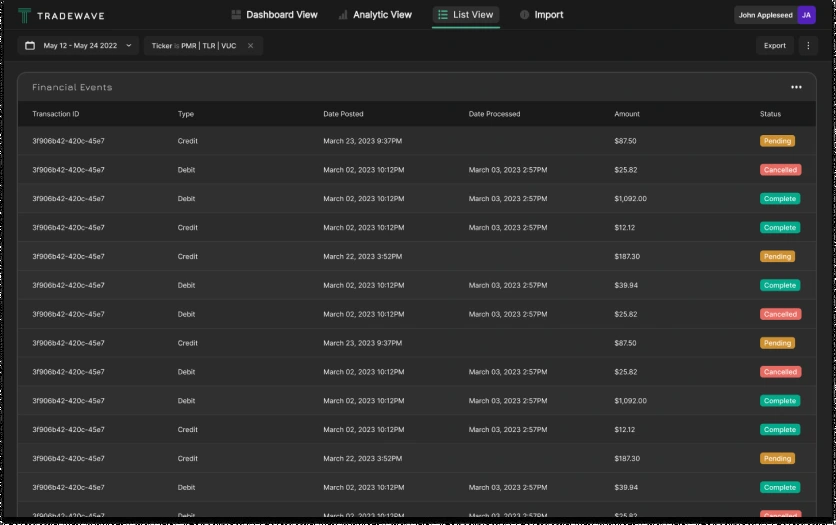 TRADEWAVE Dashboard View Analytic View List View Import John Appleseed JA
May 12 - May 24 2022 Ticker is PMR | TLR | VUC Export
Financial Events
Transaction ID Type Date Posted Date Processed Amount Status
3f906b42-420c-45e7 Credit March 23, 2023 9:37PM $87.50 Pending
3f906b42-420c-45e7 Debit March 02, 2023 10:12PM March 03, 2023 2:57PM $25.82 Cancelled
3f906b42-420c-45e7 Debit March 02, 2023 10:12PM March 03, 2023 2:57PM $1,092.00 Complete
3f906b42-420c-45e7 Credit March 02, 2023 10:12PM March 03, 2023 2:57PM $12.12 Complete
3f906b42-420c-45e7 Credit March 22, 2023 3:52PM $187.30 Pending
3f906b42-420c-45e7 Debit March 02, 2023 10:12PM March 03, 2023 2:57PM $39.94 Complete
3f906b42-420c-45e7 Debit March 02, 2023 10:12PM March 03, 2023 2:57PM $25.82 Cancelled
3f906b42-420c-45e7 Credit March 23, 2023 9:37PM $87.50 Pending
3f906b42-420c-45e7 Debit March 02, 2023 10:12PM March 03, 2023 2:57PM $25.82 Cancelled
3f906b42-420c-45e7 Debit March 02, 2023 10:12PM March 03, 2023 2:57PM $1,092.00 Complete
3f906b42-420c-45e7 Credit March 02, 2023 10:12PM March 03, 2023 2:57PM $12.12 Complete
3f906b42-420c-45e7 Credit March 22, 2023 3:52PM $187.30 Pending
3f906b42-420c-45e7 Debit March 02, 2023 10:12PM March 03, 2023 2:57PM $39.94 Complete
3f906b42-420c-45e7 Debit March 02, 2023 10:12PM March 03, 2023 2:57PM $25.82 Cancelled